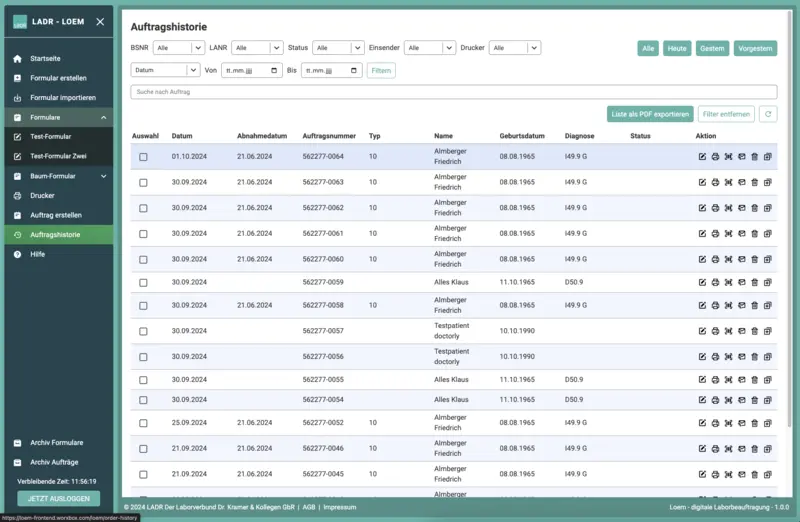 LADR - LOEM
Startseite
Formular erstellen
Formular importieren
Formulare
Test-Formular
Test-Formular Zwei
Baum-Formular
Drucker
Auftrag erstellen
Auftragshistorie
Hilfe
Archiv Formulare
Archiv Aufträge
Verbleibende Zeit: 11:56:19
JETZT AUSLOGGEN
https://loem-frontend.worxbox.com/loem/order-history
Auftragshistorie
BSNR Alle LANR Alle Status Alle Einsender Alle Drucker Alle Alle Heute Gestern Vorgestern
Datum Von tt.mm.jjjj Bis tt.mm.jjjj Filtern
Suche nach Auftrag
Liste als PDF exportieren Filter entfernen
Auswahl Datum Abnahmedatum Auftragsnummer Typ Name Geburtsdatum Diagnose Status Aktion
01.10.2024 21.06.2024 562277-0064 10 Almberger Friedrich 08.08.1965 I49.9 G
30.09.2024 21.06.2024 562277-0063 10 Almberger Friedrich 08.08.1965 I49.9 G
30.09.2024 21.06.2024 562277-0062 10 Almberger Friedrich 08.08.1965 I49.9 G
30.09.2024 21.06.2024 562277-0061 10 Almberger Friedrich 08.08.1965 I49.9 G
30.09.2024 21.06.2024 562277-0060 10 Almberger Friedrich 08.08.1965 I49.9 G
30.09.2024 562277-0059 Alles Klaus 11.10.1965 D50.9
30.09.2024 21.06.2024 562277-0058 10 Almberger Friedrich 08.08.1965 I49.9 G
30.09.2024 562277-0057 Testpatient doctorly 10.10.1990
30.09.2024 562277-0056 Testpatient doctorly 10.10.1990
30.09.2024 562277-0055 Alles Klaus 11.10.1965 D50.9
30.09.2024 562277-0054 Alles Klaus 11.10.1965 D50.9
25.09.2024 21.06.2024 562277-0052 10 Almberger Friedrich 08.08.1965 I49.9 G
21.09.2024 21.06.2024 562277-0046 10 Almberger Friedrich 08.08.1965 I49.9 G
21.09.2024 21.06.2024 562277-0045 10 Almberger Friedrich 08.08.1965 I49.9 G
Almberger
© 2024 LADR Der Laborverbund Dr. Kramer & Kollegen GbR | AGB | Impressum
Loem - digitale Laborbeauftragung - 1.0.0